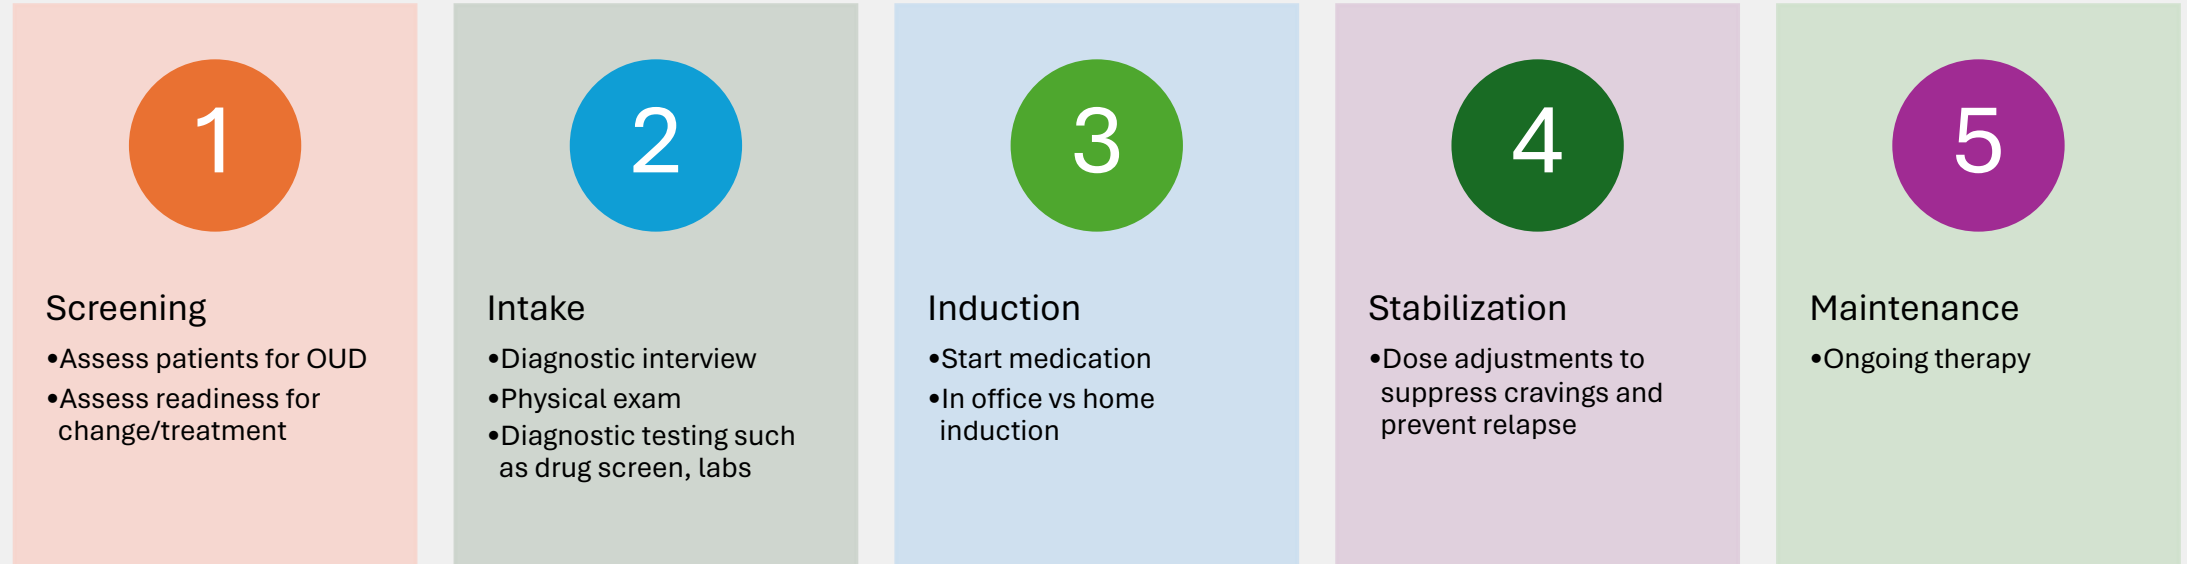 1
Screening
•Assess patients for OUD
•Assess readiness for
change/treatment
2
Intake
•Diagnostic interview
•Physical exam
•Diagnostic testing such
as drug screen, labs
3
Induction
•Start medication
•In office vs home
induction
4
Stabilization
•Dose adjustments to
suppress cravings and
prevent relapse
5
Maintenance
•Ongoing therapy